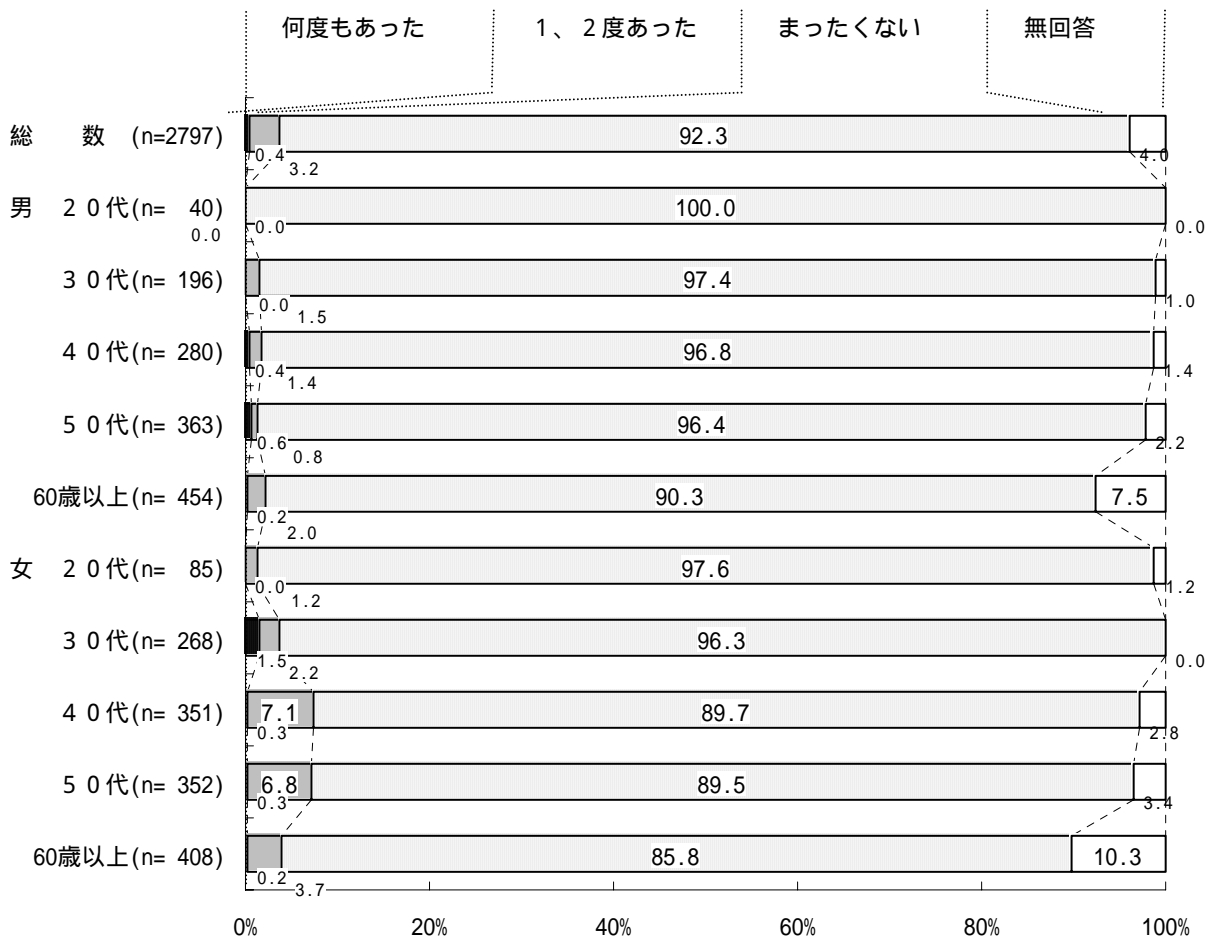 何度もあった 1、2度あった まったくない 無回答
総 数 (n=2797) 92.3
0.4 4.0
3.2
男 20代(n= 40) 100.0
0.0 0.0
0.0
30代(n= 196) 97.4
0.0 1.0
1.5
40代(n= 280) 96.8
0.4 1.4
1.4
50代(n= 363) 96.4
0.6 2.2
0.8
60歳以上(n= 454) 90.3 7.5
0.2
2.0
女 20代(n= 85) 97.6
0.0 1.2
1.2
30代(n= 268) 96.3
1.5 0.0
2.2
40代(n= 351) 7.1 89.7
0.3 2.8
50代(n= 352) 6.8 89.5
0.3 3.4
60歳以上(n= 408) 85.8 10.3
0.2
3.7
0% 20% 40% 60% 80% 100%